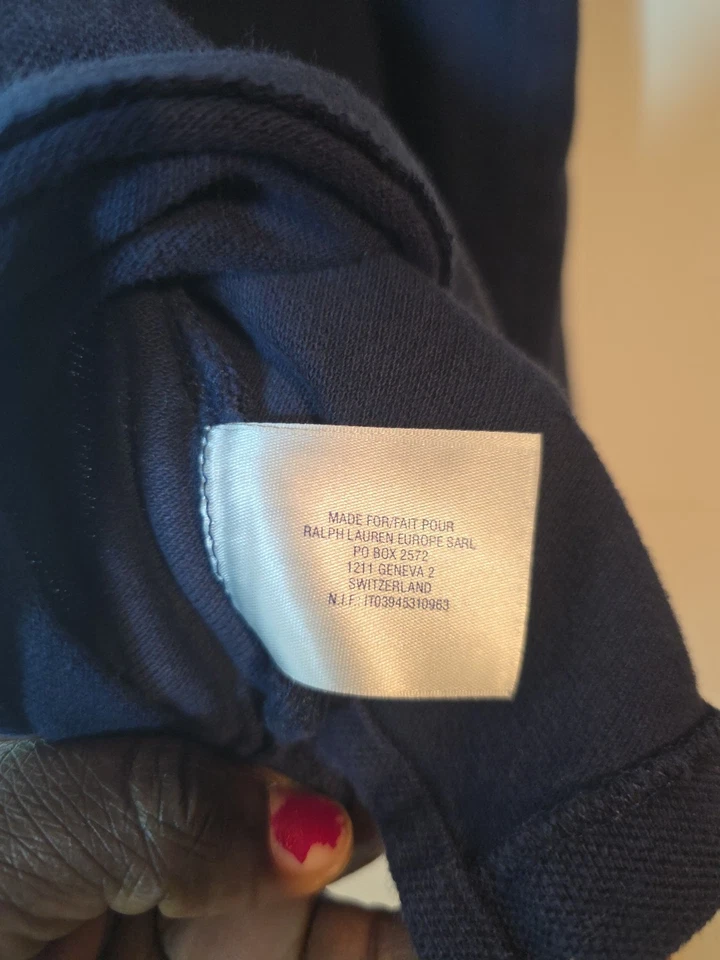 MADE FOR/FAIT POUR
RALPH LAUREN EUROPE SARL
PO BOX 2572
1211 GENEVA 2
SWITZERLAND
N.I.F.: IT03945310963